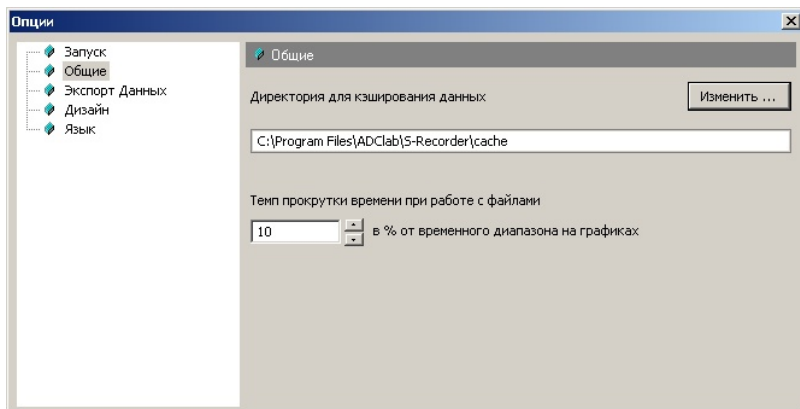 Опции
Запуск
Общие
Экспорт Данных
Дизайн
Язык
Общие
Директория для кэширования данных
Изменить ...
C:\Program Files\ADClab\S-Recorder\cache
Темп прокрутки времени при работе с файлами
10 в % от временного диапазона на графиках